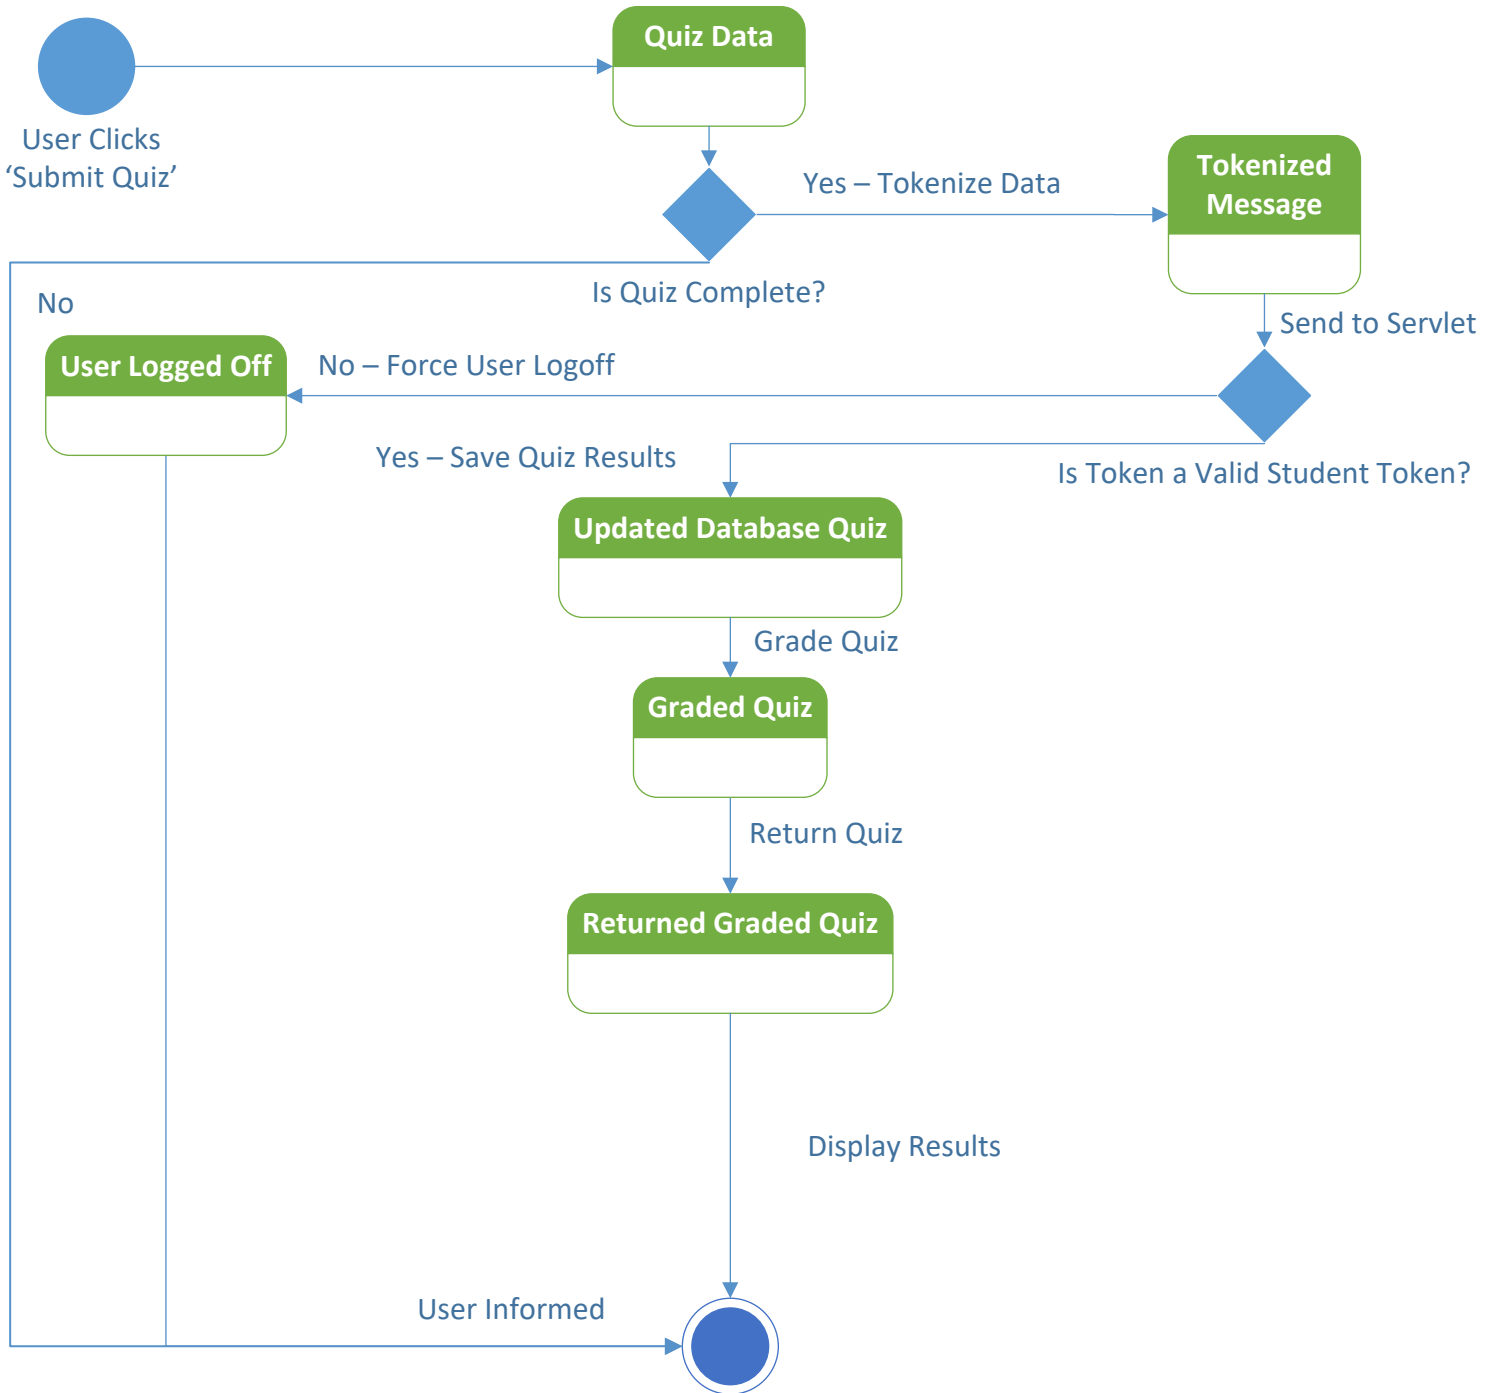 Quiz Data
User Clicks
‘Submit Quiz’
Tokenized
Message
Yes – Tokenize Data
Is Quiz Complete?
No
Send to Servlet
User Logged Off
No – Force User Logoff
Yes – Save Quiz Results
Is Token a Valid Student Token?
Updated Database Quiz
Grade Quiz
Graded Quiz
Return Quiz
Returned Graded Quiz
Display Results
User Informed